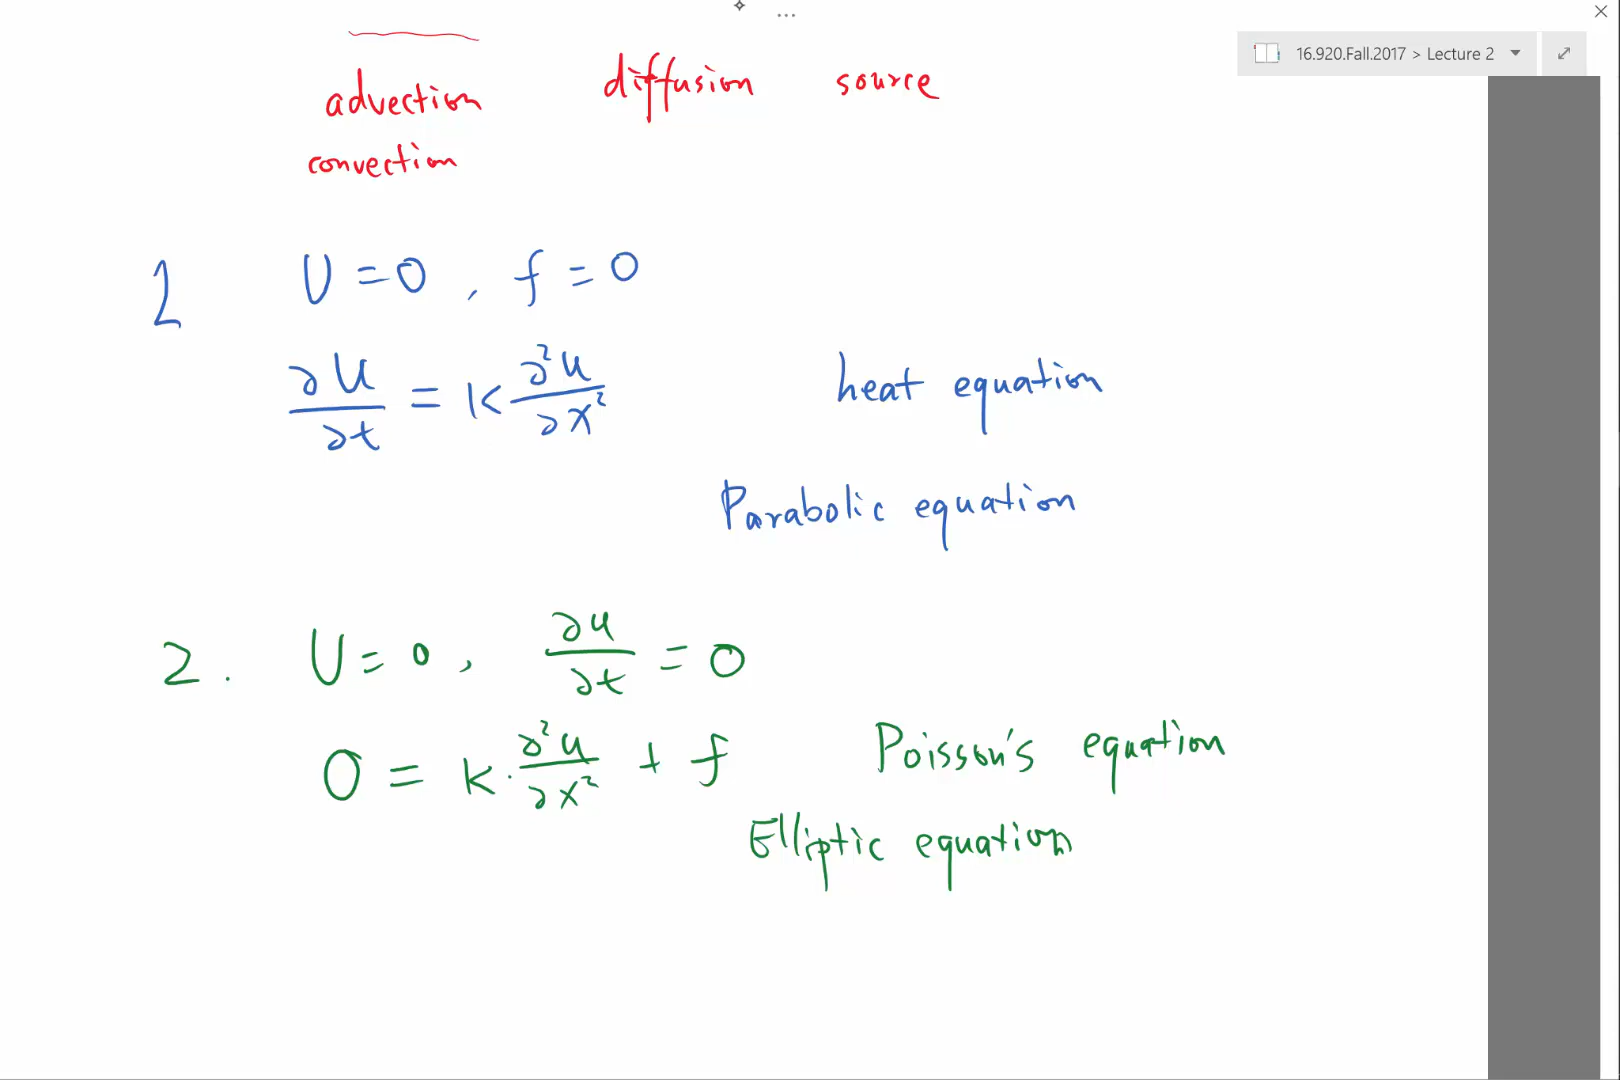 16.920.Fall.2017 > Lecture 2
advection diffusion source
convection
1 U = 0 , f = 0
∂u/∂t = κ ∂²u/∂x² heat equation
Parabolic equation
2. U = 0 , ∂u/∂t = 0
0 = κ · ∂²u/∂x² + f Poisson's equation
Elliptic equation